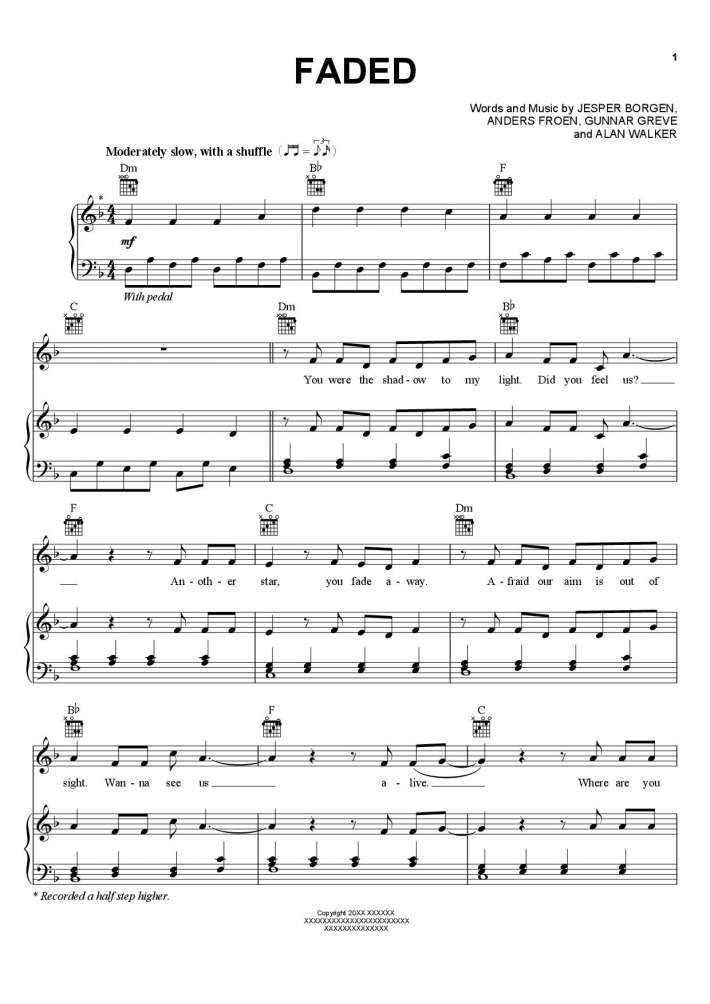 1
FADED
Words and Music by JESPER BORGEN,
ANDERS FROEN, GUNNAR GREVE
and ALAN WALKER
Moderately slow, with a shuffle
3
Dm Bb F
*
mf
With pedal
C Dm Bb
You were the shad-ow to my light. Did you feel us?
F C Dm
An-oth-er star, you fade a-way. A-fraid our aim is out of
Bb F C
sight. Wan-na see us a-live. Where are you
* Recorded a half step higher.
Copyright 20XX XXXXXX
XXXXXXXXXXXXXXXXXXXXXXX
XXXXXXXXXXXXXX